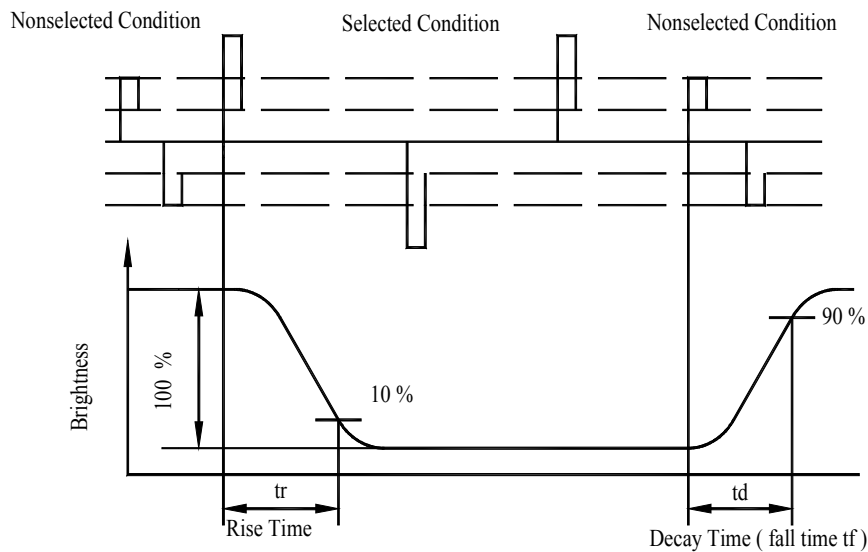 Nonselected Condition
Selected Condition
Nonselected Condition
Brightness
100 %
10 %
90 %
tr
Rise Time
td
Decay Time ( fall time tf )